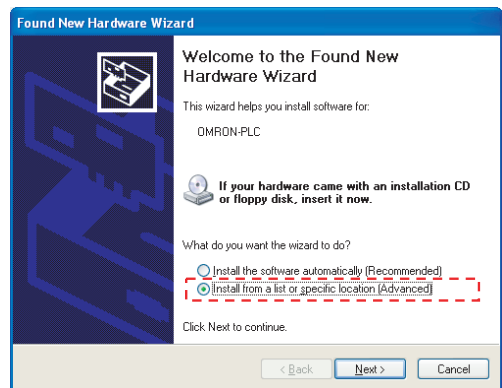 Found New Hardware Wizard
Welcome to the Found New
Hardware Wizard
This wizard helps you install software for:
OMRON-PLC
If your hardware came with an installation CD
or floppy disk, insert it now.
What do you want the wizard to do?
Install the software automatically (Recommended)
Install from a list or specific location (Advanced)
Click Next to continue.
< Back Next > Cancel